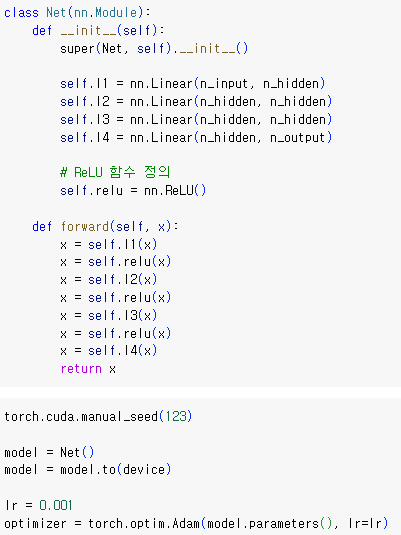 class Net(nn.Module):
    def __init__(self):
        super(Net, self).__init__()

        self.l1 = nn.Linear(n_input, n_hidden)
        self.l2 = nn.Linear(n_hidden, n_hidden)
        self.l3 = nn.Linear(n_hidden, n_hidden)
        self.l4 = nn.Linear(n_hidden, n_output)

        # ReLU 함수 정의
        self.relu = nn.ReLU()

    def forward(self, x):
        x = self.l1(x)
        x = self.relu(x)
        x = self.l2(x)
        x = self.relu(x)
        x = self.l3(x)
        x = self.relu(x)
        x = self.l4(x)
        return x

torch.cuda.manual_seed(123)

model = Net()
model = model.to(device)

lr = 0.001
optimizer = torch.optim.Adam(model.parameters(), lr=lr)